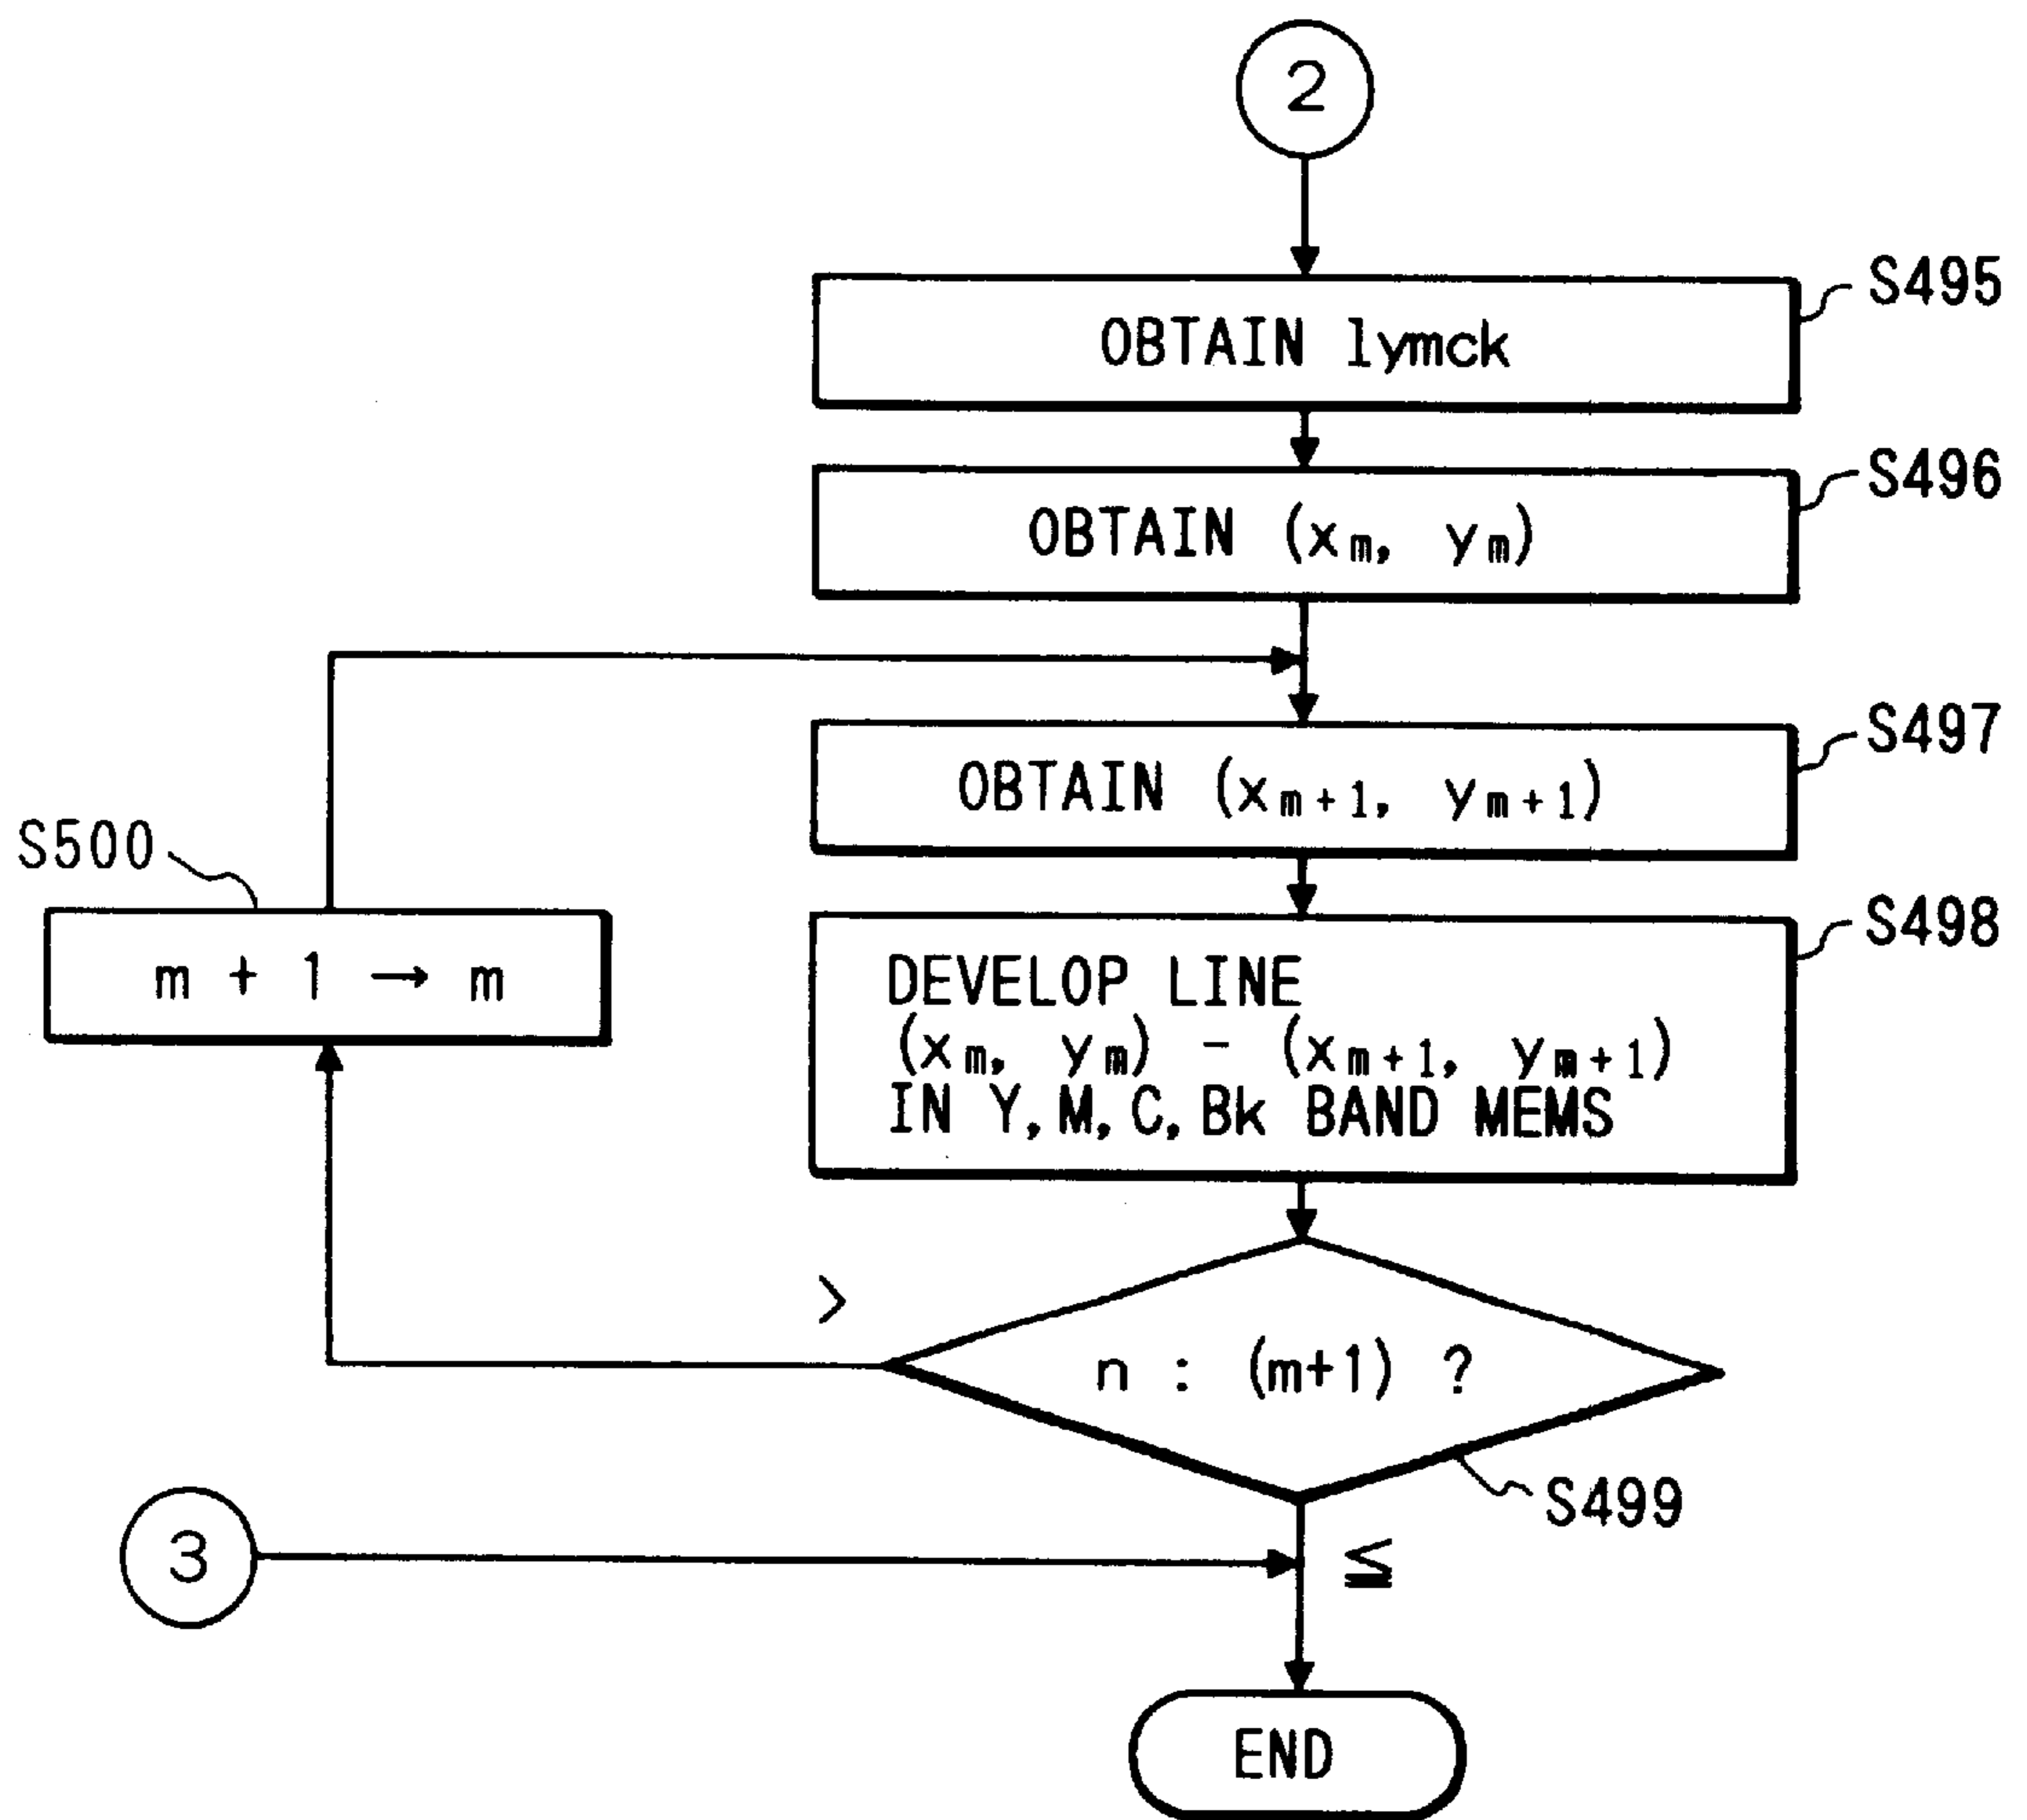 2
S495
OBTAIN lymck
S496
OBTAIN (xm, ym)
S497
OBTAIN (xm+1, ym+1)
S500
m + 1 → m
S498
DEVELOP LINE
(xm, ym) - (xm+1, ym+1)
IN Y, M, C, Bk BAND MEMS
>
n : (m+1) ?
S499
3
≦
END